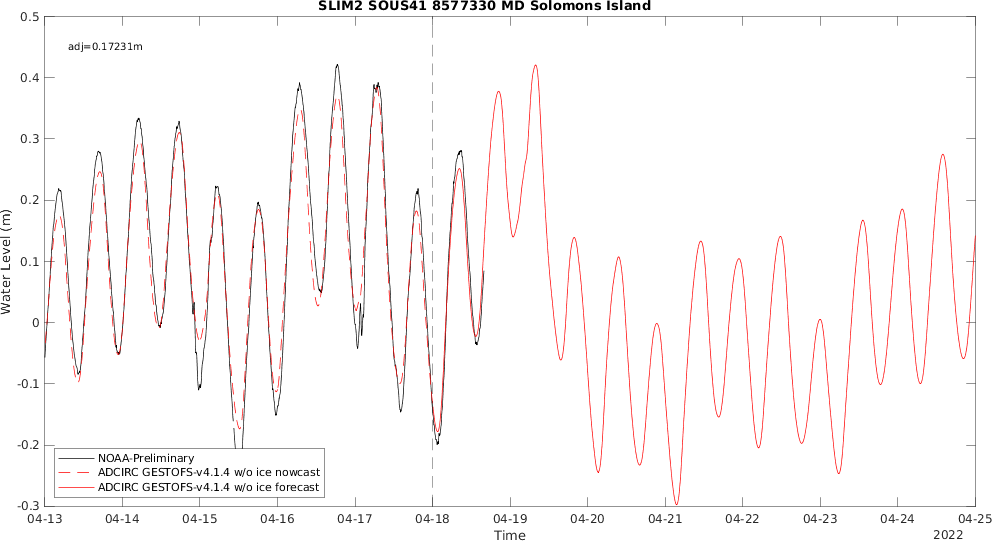 SLIM2 SOUS41 8577330 MD Solomons Island
adj=0.17231m
0.5
0.4
0.3
0.2
0.1
0
-0.1
-0.2
-0.3
Water Level (m)
NOAA-Preliminary
ADCIRC GESTOFS-v4.1.4 w/o ice nowcast
ADCIRC GESTOFS-v4.1.4 w/o ice forecast
04-13 04-14 04-15 04-16 04-17 04-18 04-19 04-20 04-21 04-22 04-23 04-24 04-25
Time
2022